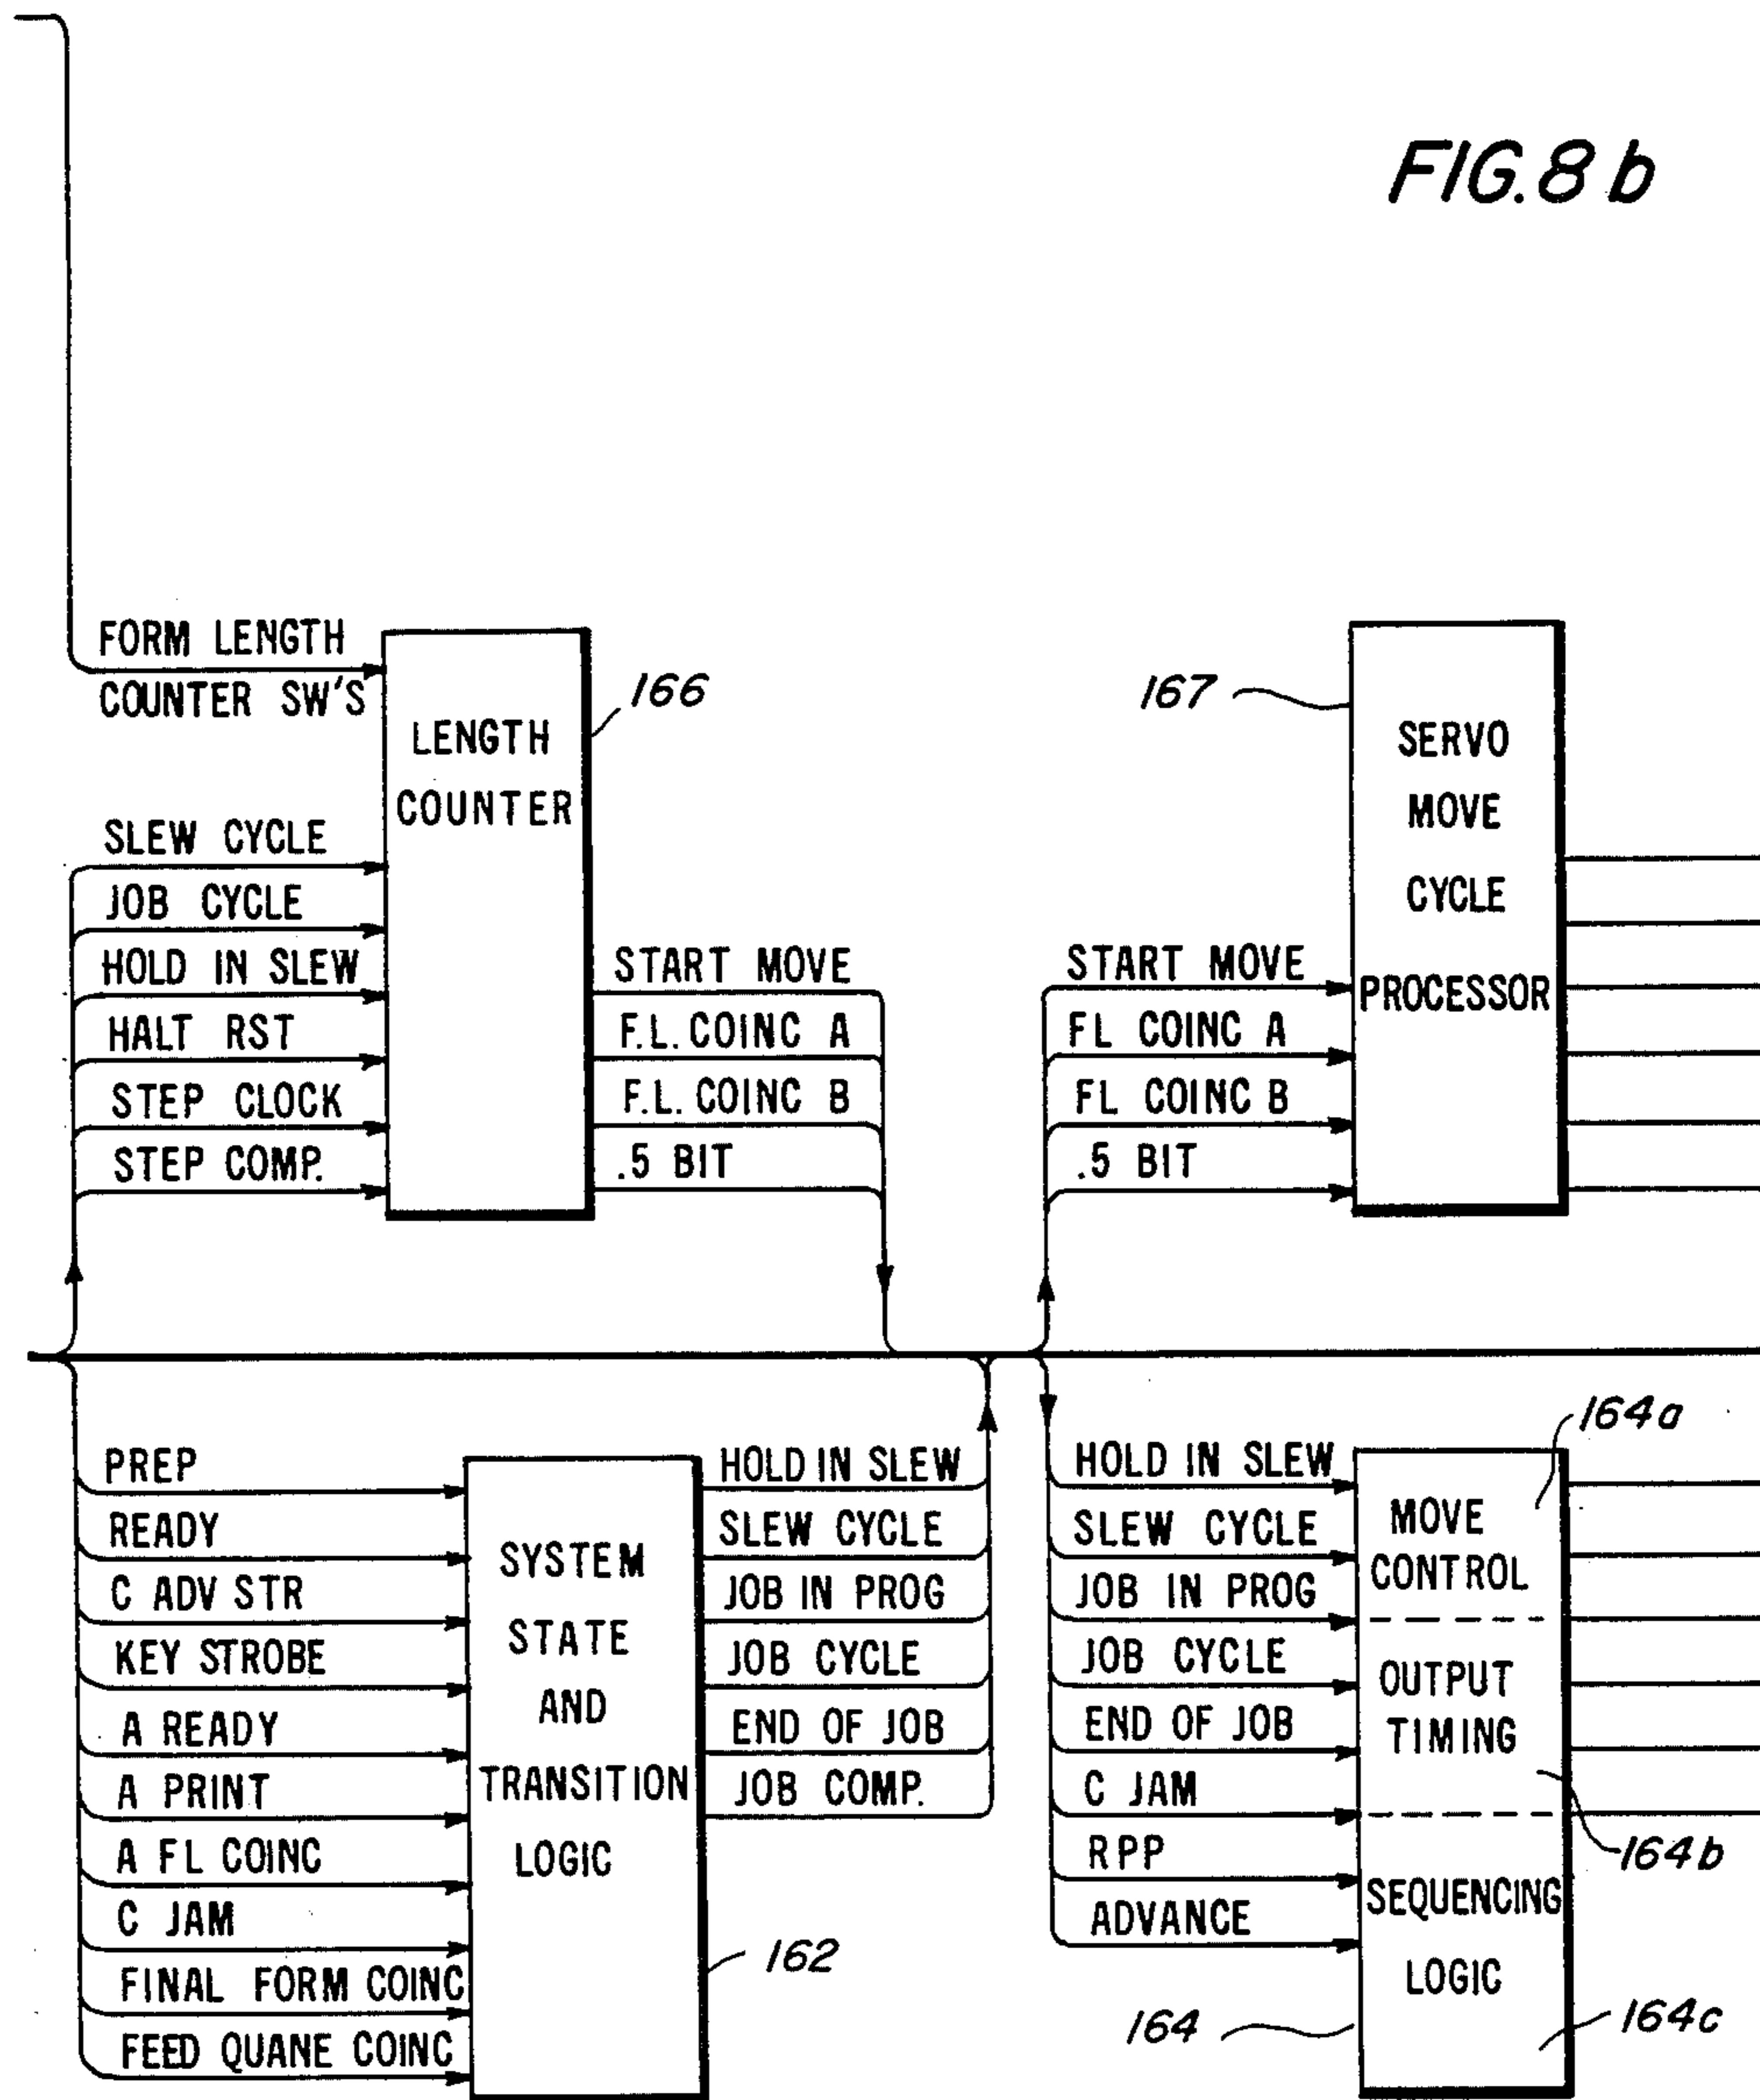 FIG. 8 b
FORM LENGTH
COUNTER SW'S
SLEW CYCLE
JOB CYCLE
HOLD IN SLEW
HALT RST
STEP CLOCK
STEP COMP.
LENGTH
COUNTER
166
START MOVE
F.L. COINC A
F.L. COINC B
.5 BIT
167
START MOVE
FL COINC A
FL COINC B
.5 BIT
SERVO
MOVE
CYCLE
PROCESSOR
PREP
READY
C ADV STR
KEY STROBE
A READY
A PRINT
A FL COINC
C JAM
FINAL FORM COINC
FEED QUANE COINC
SYSTEM
STATE
AND
TRANSITION
LOGIC
162
HOLD IN SLEW
SLEW CYCLE
JOB IN PROG
JOB CYCLE
END OF JOB
JOB COMP.
HOLD IN SLEW
SLEW CYCLE
JOB IN PROG
JOB CYCLE
END OF JOB
C JAM
RPP
ADVANCE
164
164a
MOVE
CONTROL
OUTPUT
TIMING
164b
SEQUENCING
LOGIC
164c